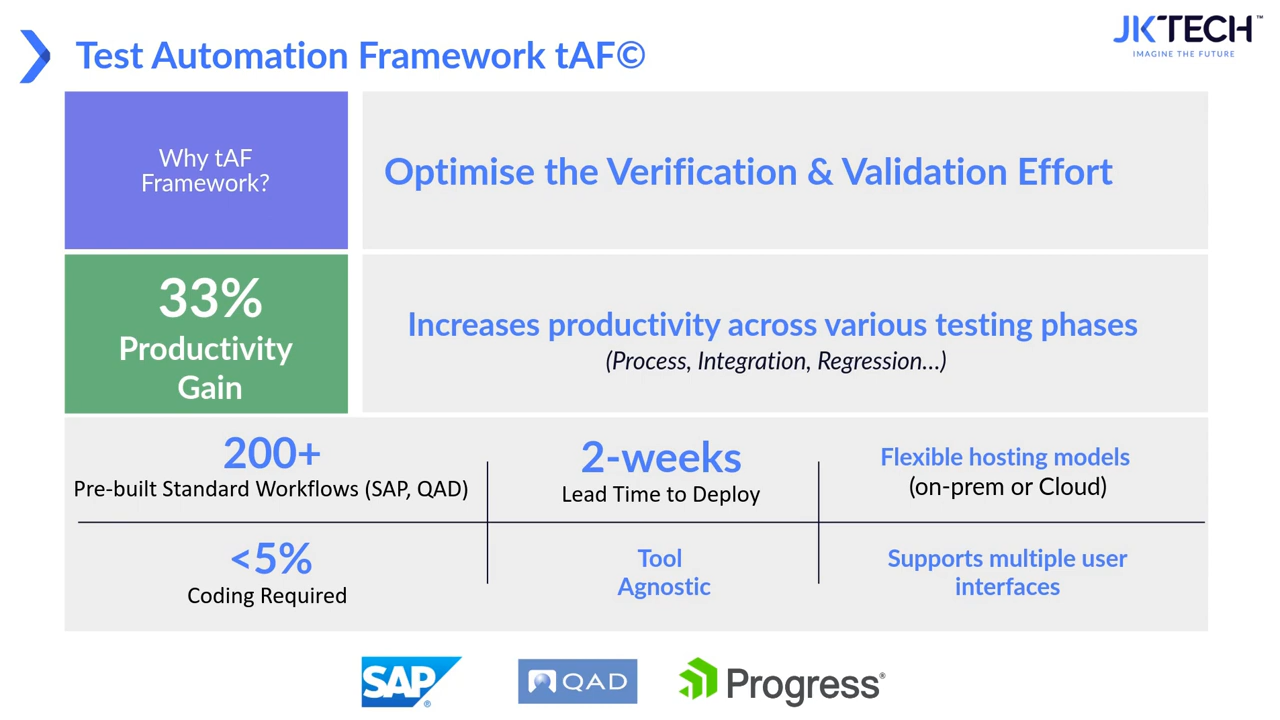 Test Automation Framework tAF©
JKTECH™
IMAGINE THE FUTURE
Why tAF
Framework?
Optimise the Verification & Validation Effort
33%
Productivity
Gain
Increases productivity across various testing phases
(Process, Integration, Regression...)
200+
Pre-built Standard Workflows (SAP, QAD)
2-weeks
Lead Time to Deploy
Flexible hosting models
(on-prem or Cloud)
<5%
Coding Required
Tool
Agnostic
Supports multiple user
interfaces
SAP®
QAD
Progress®